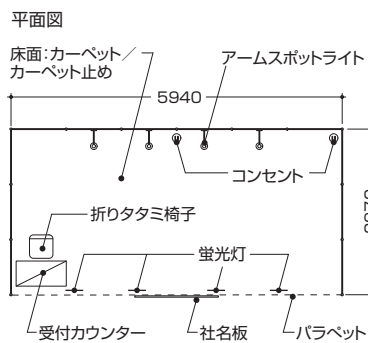 平面図
床面：カーペット／
カーペット止め
アームスポットライト
5940
コンセント
折りタタミ椅子
蛍光灯
受付カウンター
社名板
パラペット